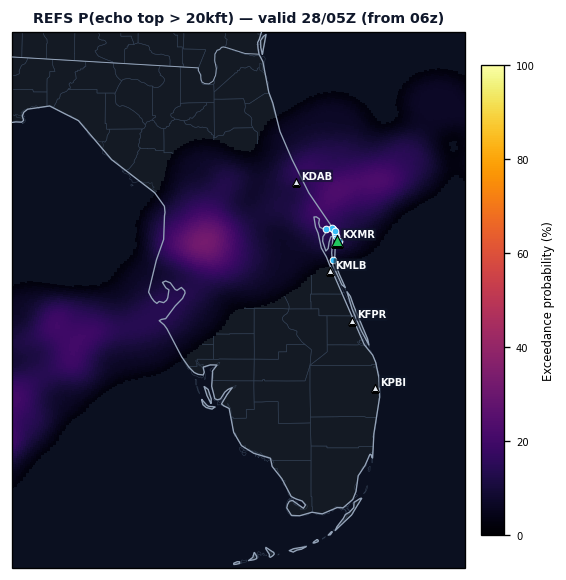 REFS P(echo top > 20kft) — valid 28/05Z (from 06z)
KDAB
KXMR
KMLB
KFPR
KPBI
100
80
60
40
20
0
Exceedance probability (%)